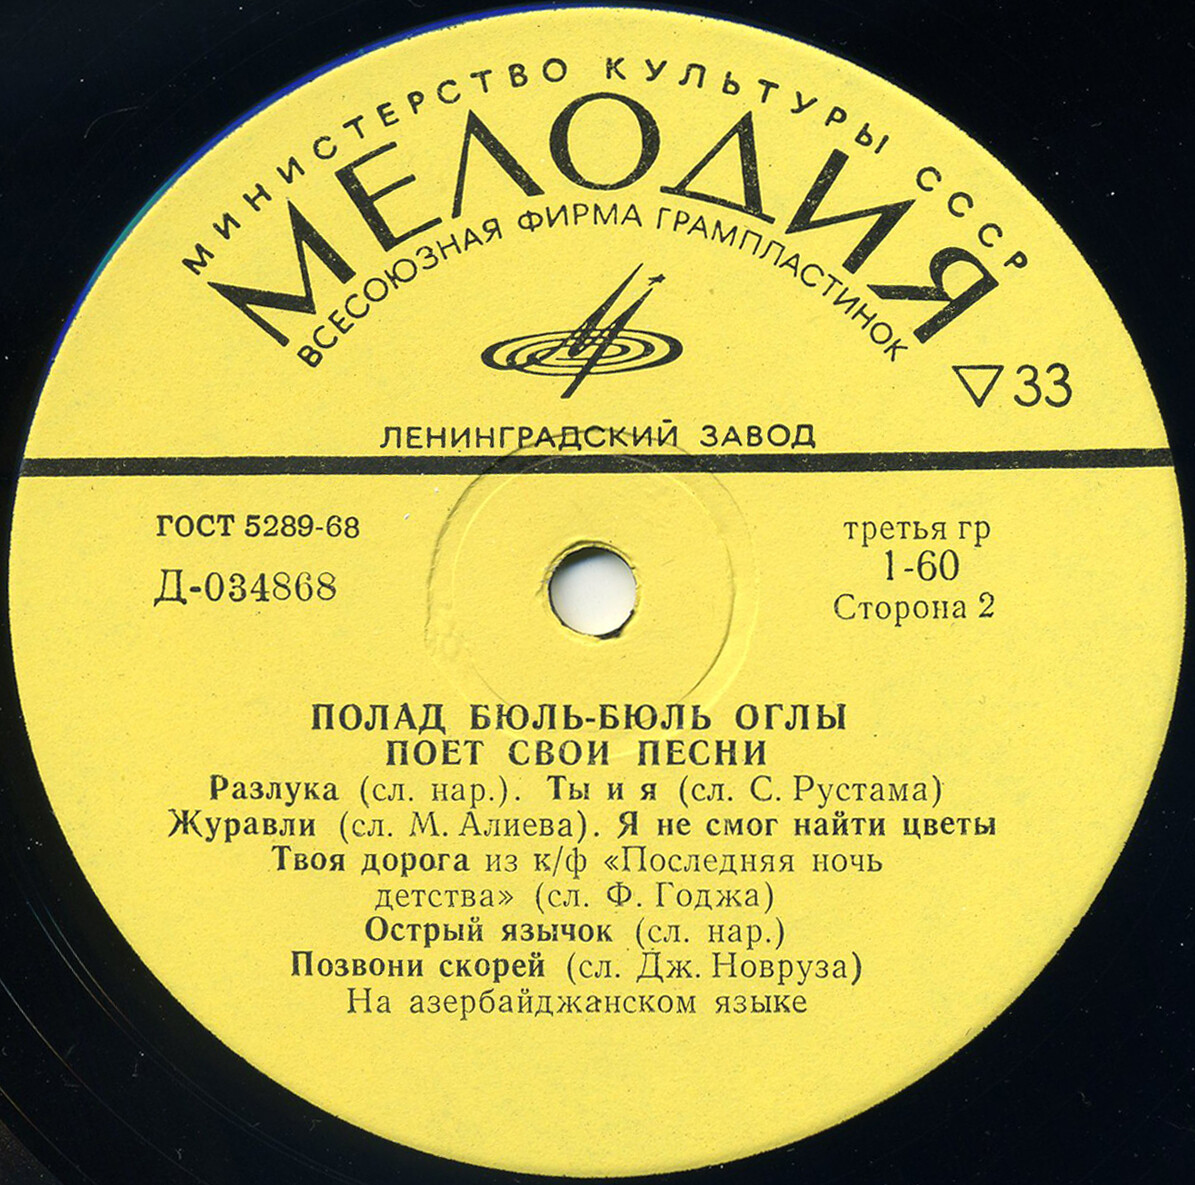 МИНИСТЕРСТВО КУЛЬТУРЫ СССР
МЕЛОДИЯ
ВСЕСОЮЗНАЯ ФИРМА ГРАМПЛАСТИНОК
▽33
ЛЕНИНГРАДСКИЙ ЗАВОД
ГОСТ 5289-68
Д-034868
третья гр
1-60
Сторона 2
ПОЛАД БЮЛЬ-БЮЛЬ ОГЛЫ
ПОЕТ СВОИ ПЕСНИ
Разлука (сл. нар.). Ты и я (сл. С. Рустама)
Журавли (сл. М. Алиева). Я не смог найти цветы
Твоя дорога из к/ф «Последняя ночь
детства» (сл. Ф. Годжа)
Острый язычок (сл. нар.)
Позвони скорей (сл. Дж. Новруза)
На азербайджанском языке